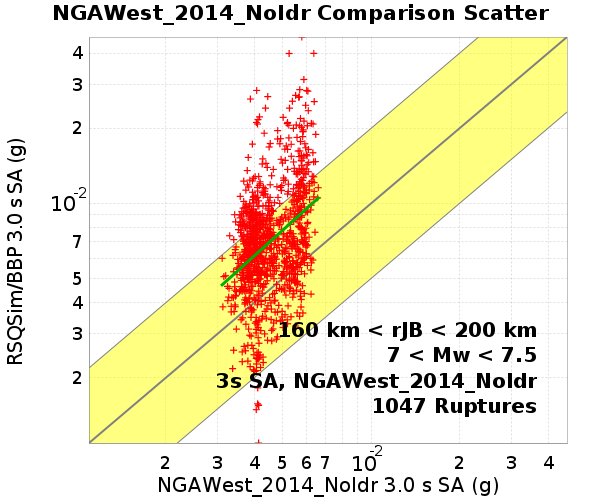 NGAWest_2014_NoIdr Comparison Scatter
RSQSim/BBP 3.0 s SA (g)
4
3
2
10-2
7
5
4
3
2
160 km < rJB < 200 km
7 < Mw < 7.5
3s SA, NGAWest_2014_NoIdr
1047 Ruptures
2 3 4 5 6 7 10-2 2 3 4
NGAWest_2014_NoIdr 3.0 s SA (g)